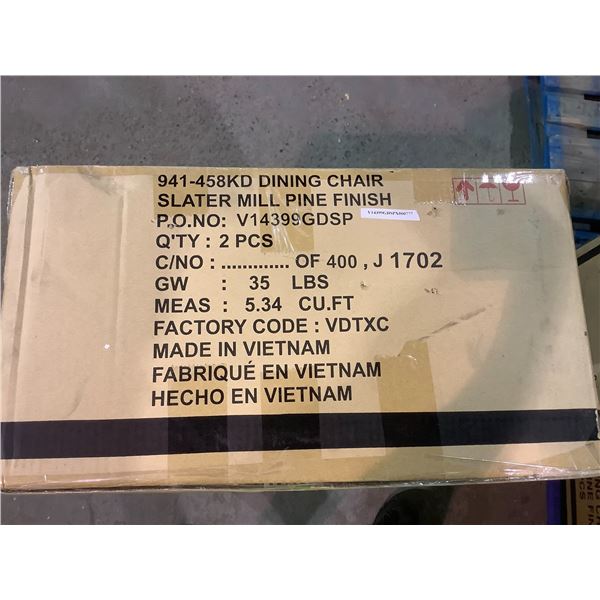 941-458KD DINING CHAIR
SLATER MILL PINE FINISH
P.O.NO: V14399GDSP
Q'TY : 2 PCS
C/NO : ............. OF 400 , J 1702
GW : 35 LBS
MEAS : 5.34 CU.FT
FACTORY CODE : VDTXC
MADE IN VIETNAM
FABRIQUÉ EN VIETNAM
HECHO EN VIETNAM